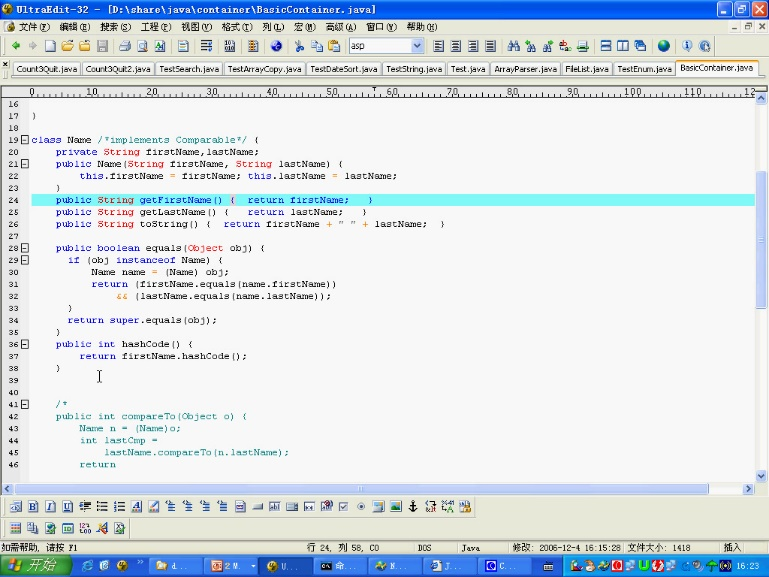 UltraEdit-32 - [D:\share\java\container\BasicContainer.java]
文件(F) 编辑(E) 搜索(S) 工程(P) 视图(V) 格式(T) 列(L) 宏(M) 高级(A) 窗口(W) 帮助(H)
asp
Count3Quit.java Count3Quit2.java TestSearch.java TestArrayCopy.java TestDateSort.java TestString.java Test.java ArrayParser.java FileList.java TestEnum.java BasicContainer.java
0 10 20 30 40 50 60 70 80 90 100 110 12
16
17 }
18
19 class Name /*implements Comparable*/ {
20 private String firstName,lastName;
21 public Name(String firstName, String lastName) {
22 this.firstName = firstName; this.lastName = lastName;
23 }
24 public String getFirstName() { return firstName; }
25 public String getLastName() { return lastName; }
26 public String toString() { return firstName + " " + lastName; }
27
28 public boolean equals(Object obj) {
29 if (obj instanceof Name) {
30 Name name = (Name) obj;
31 return (firstName.equals(name.firstName))
32 && (lastName.equals(name.lastName));
33 }
34 return super.equals(obj);
35 }
36 public int hashCode() {
37 return firstName.hashCode();
38 }
39
40
41 /*
42 public int compareTo(Object o) {
43 Name n = (Name)o;
44 int lastCmp =
45 lastName.compareTo(n.lastName);
46 return
如需帮助, 请按 F1 行 24, 列 58, C0 DOS Java 修改: 2006-12-4 16:15:28 文件大小: 1418 插入
开始 d... 2 M. U... 命... N... J... C... 16:23